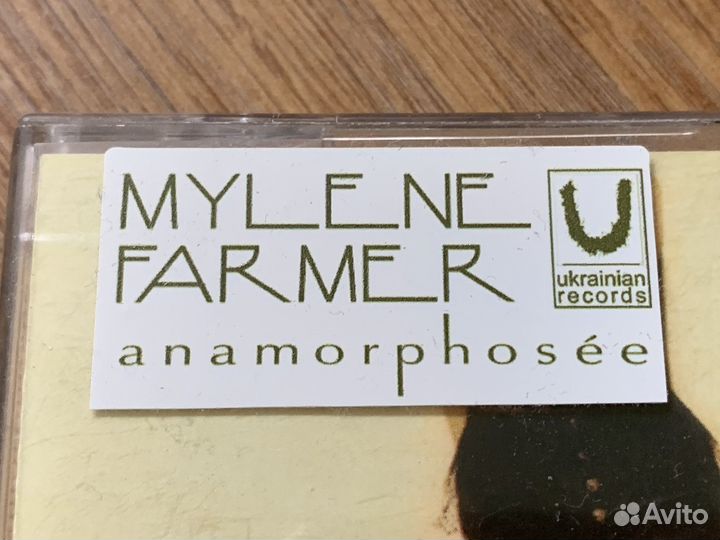 MYLENE
FARMER
anamorphosée
U
ukrainian
records
Avito